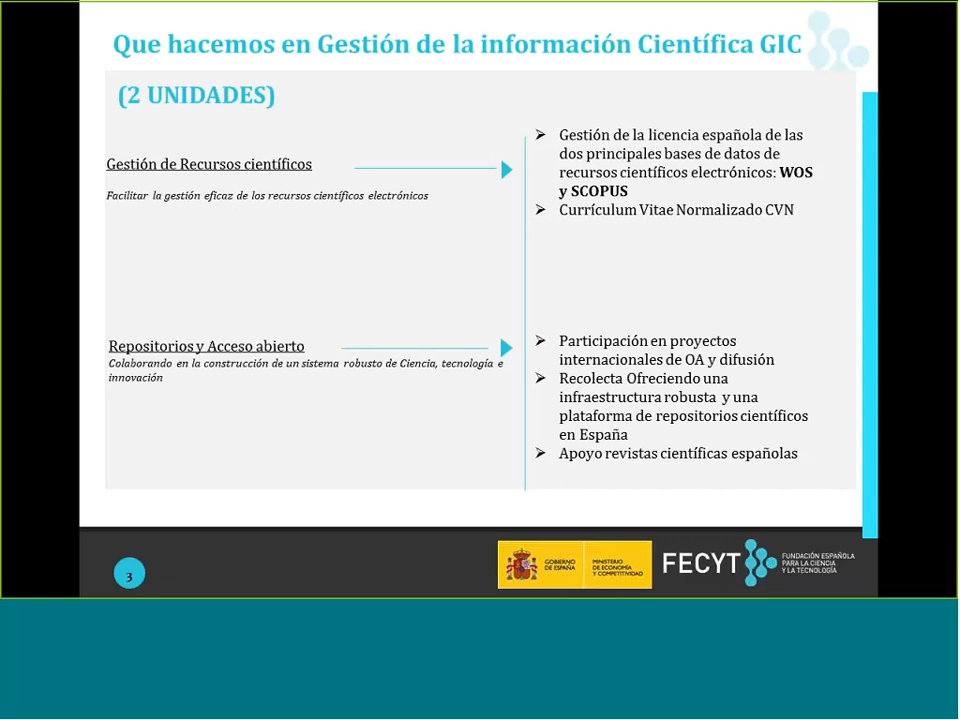 Que hacemos en Gestión de la información Científica GIC
(2 UNIDADES)
Gestión de Recursos científicos
Facilitar la gestión eficaz de los recursos científicos electrónicos
➢ Gestión de la licencia española de las
dos principales bases de datos de
recursos científicos electrónicos: WOS
y SCOPUS
➢ Currículum Vitae Normalizado CVN
Repositorios y Acceso abierto
Colaborando en la construcción de un sistema robusto de Ciencia, tecnología e
innovación
➢ Participación en proyectos
internacionales de OA y difusión
➢ Recolecta Ofreciendo una
infraestructura robusta y una
plataforma de repositorios científicos
en España
➢ Apoyo revistas científicas españolas
3
GOBIERNO
DE ESPAÑA
MINISTERIO
DE ECONOMÍA
Y COMPETITIVIDAD
FECYT
FUNDACIÓN ESPAÑOLA
PARA LA CIENCIA
Y LA TECNOLOGÍA